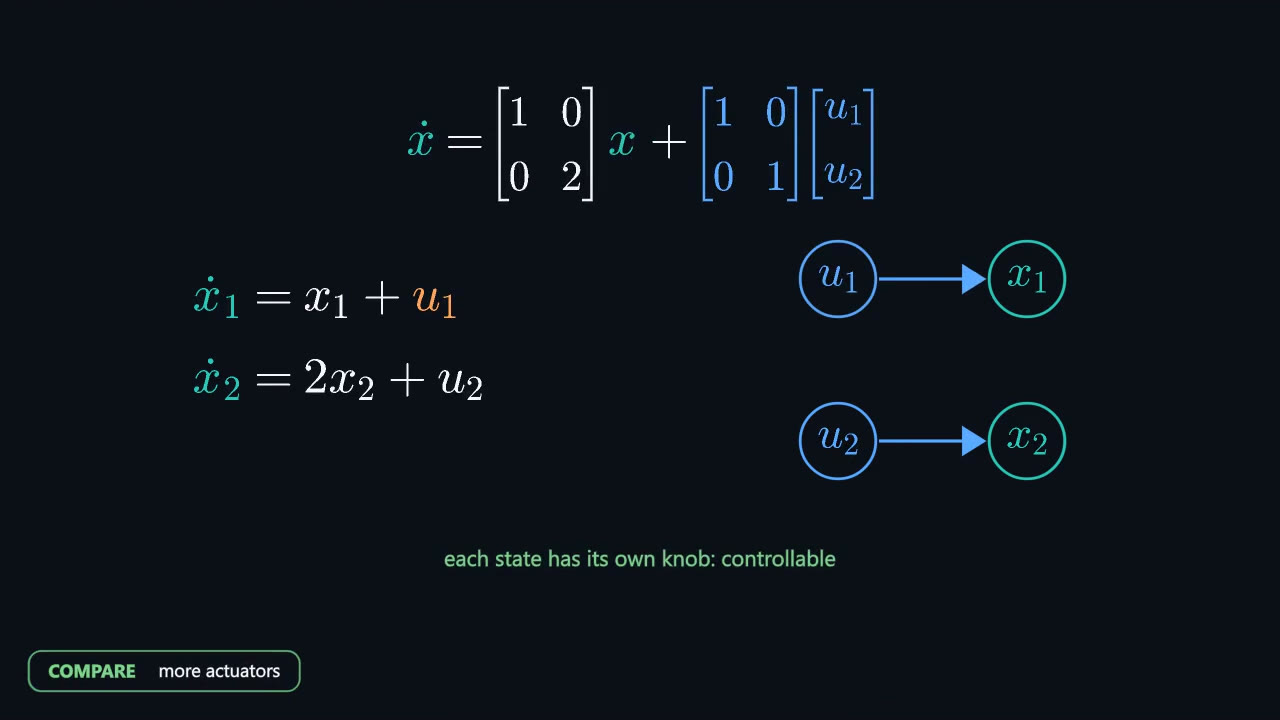 ẋ = [1 0; 0 2] x + [1 0; 0 1] [u₁; u₂]
ẋ₁ = x₁ + u₁
ẋ₂ = 2x₂ + u₂
u₁ x₁
u₂ x₂
each state has its own knob: controllable
COMPARE more actuators